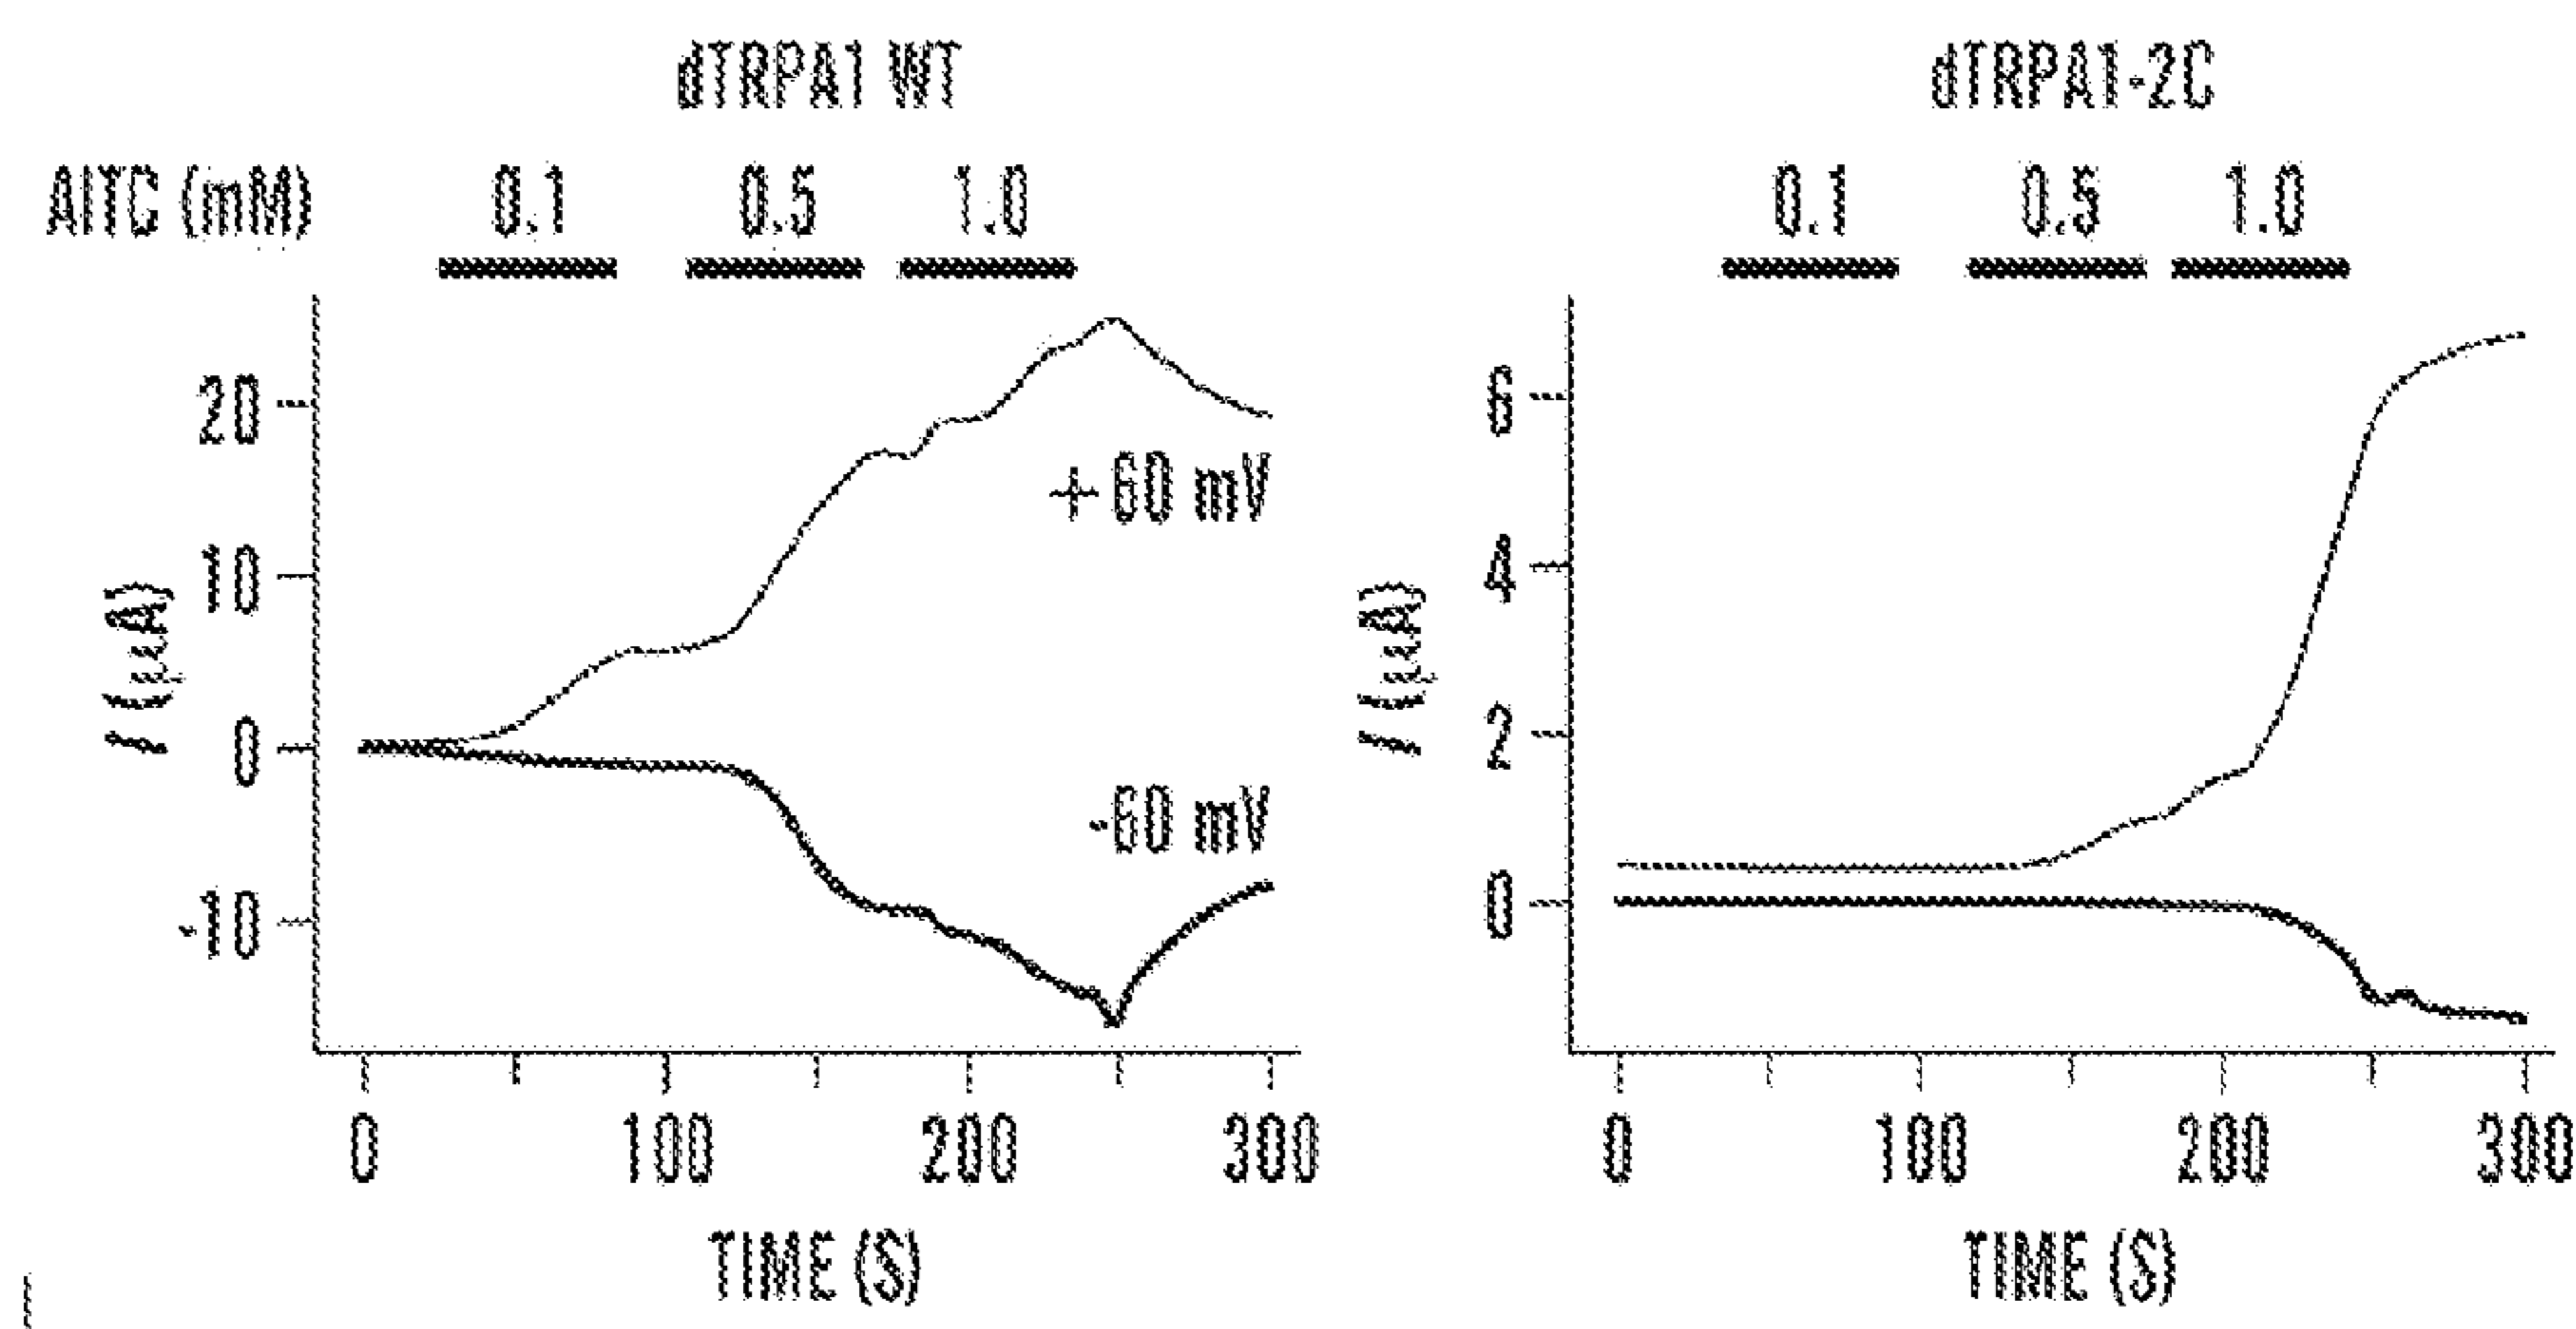 dTRPA1 WT
AITC (mM) 0.1 0.5 1.0
20
10
0
-10
I (µA)
+60 mV
-60 mV
0 100 200 300
TIME (S)
dTRPA1-2C
0.1 0.5 1.0
6
4
2
0
I (µA)
0 100 200 300
TIME (S)